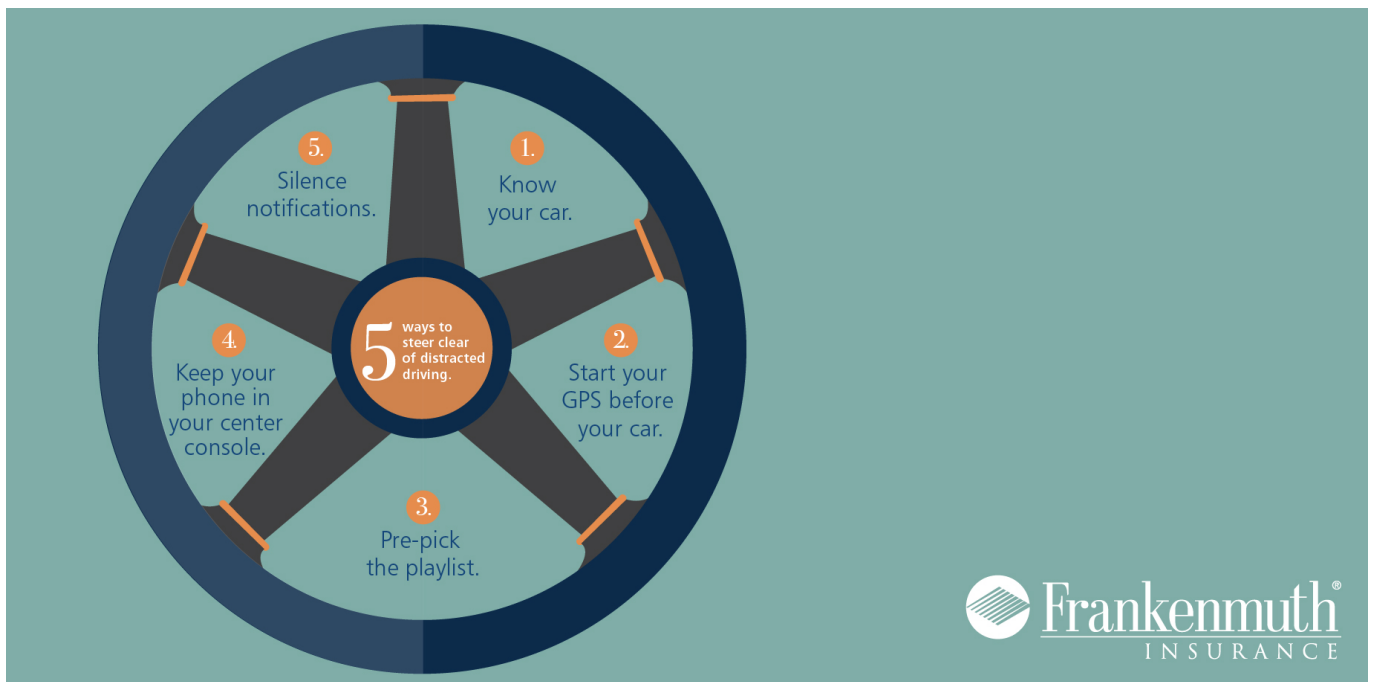 5 ways to
steer clear
of distracted
driving.
1.
Know
your car.
2.
Start your
GPS before
your car.
3.
Pre-pick
the playlist.
4.
Keep your
phone in
your center
console.
5.
Silence
notifications.
Frankenmuth®
INSURANCE